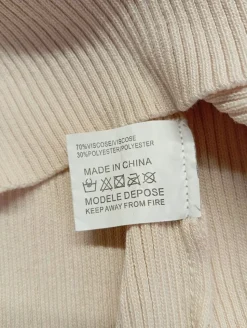 70%VISCOSE/VISCOSE
30%POLYESTER/POLYESTER
MADE IN CHINA
MODELE DEPOSE
KEEP AWAY FROM FIRE